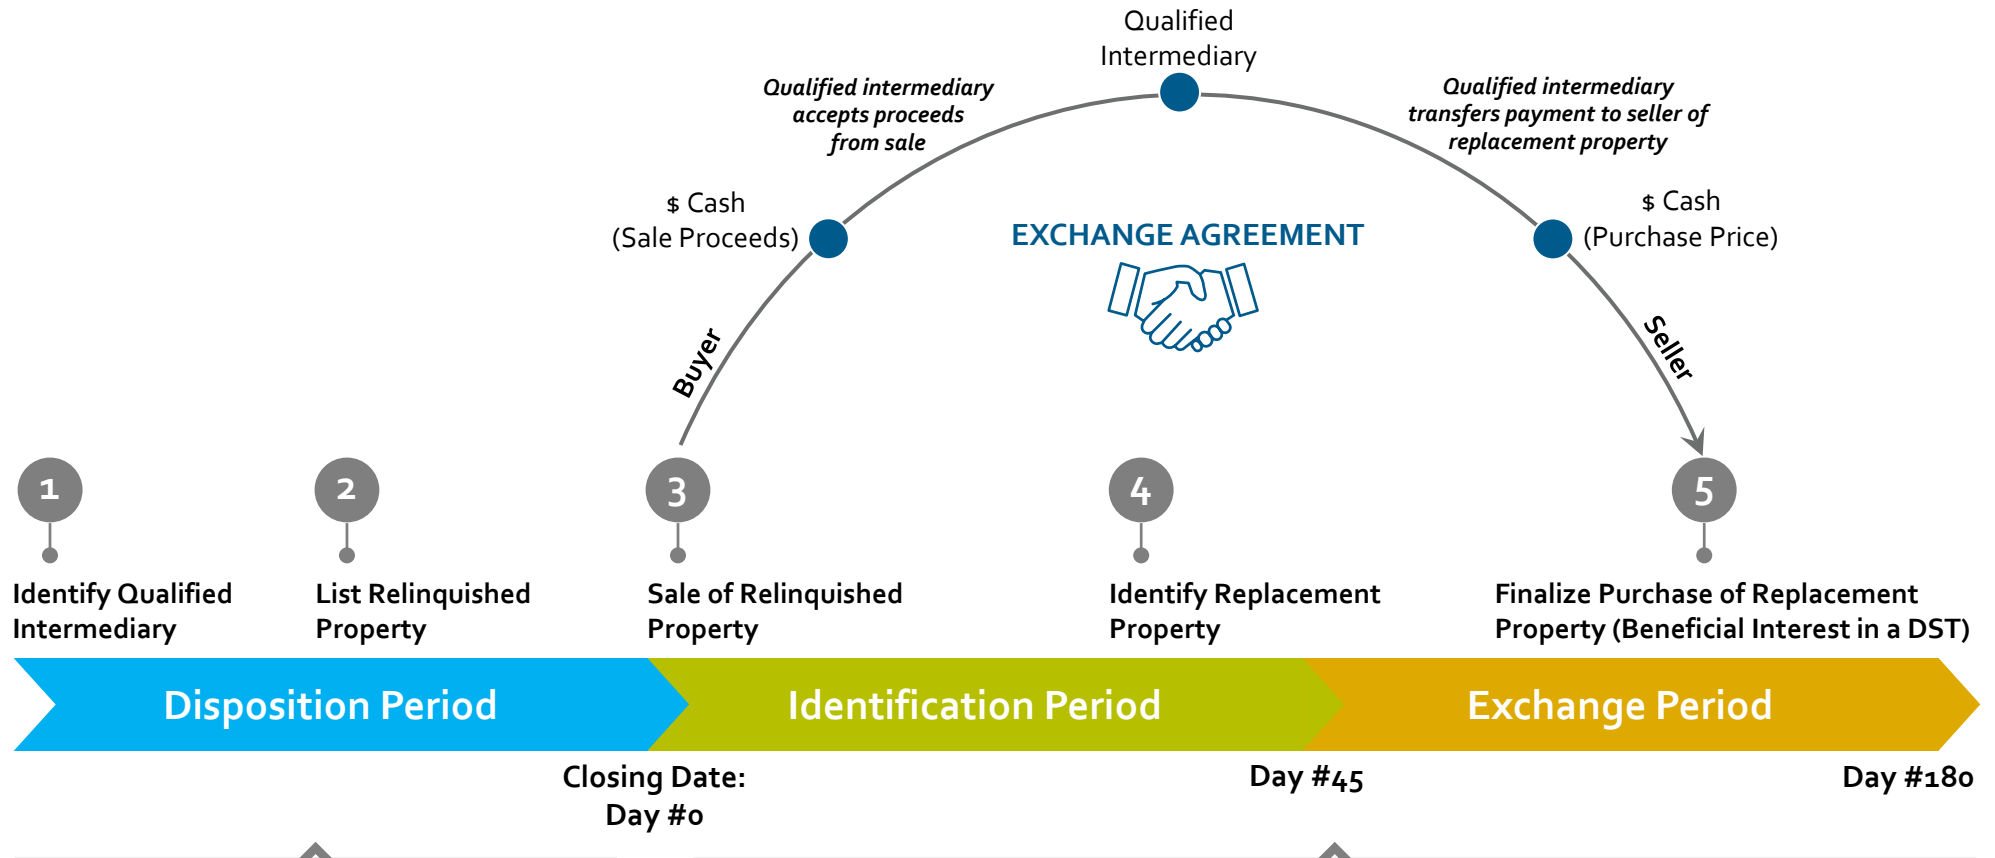 Qualified
Intermediary
Qualified intermediary
accepts proceeds
from sale
Qualified intermediary
transfers payment to seller of
replacement property
$ Cash
(Sale Proceeds)
EXCHANGE AGREEMENT
$ Cash
(Purchase Price)
Buyer
Seller
1
2
3
4
5
Identify Qualified
Intermediary
List Relinquished
Property
Sale of Relinquished
Property
Identify Replacement
Property
Finalize Purchase of Replacement
Property (Beneficial Interest in a DST)
Disposition Period
Identification Period
Exchange Period
Closing Date:
Day #0
Day #45
Day #180